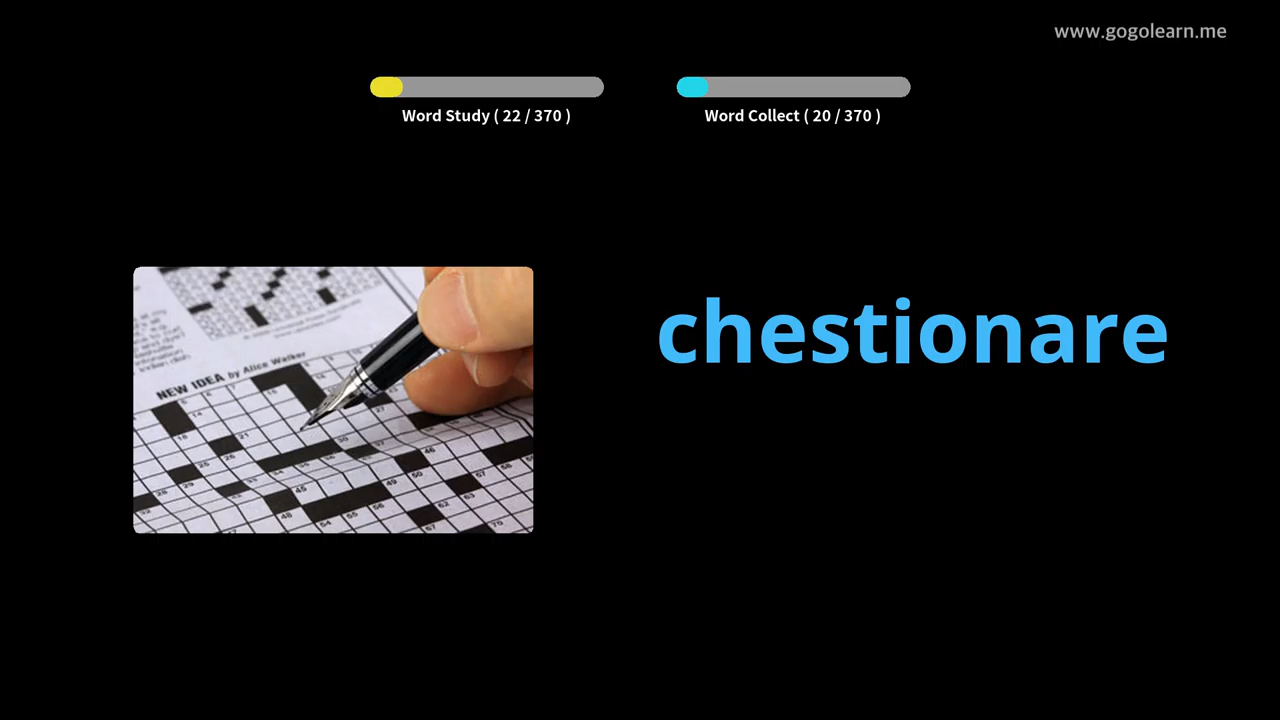 www.gogolearn.me
Word Study ( 22 / 370 )
Word Collect ( 20 / 370 )
chestionare
NEW IDEA by Alice Walker